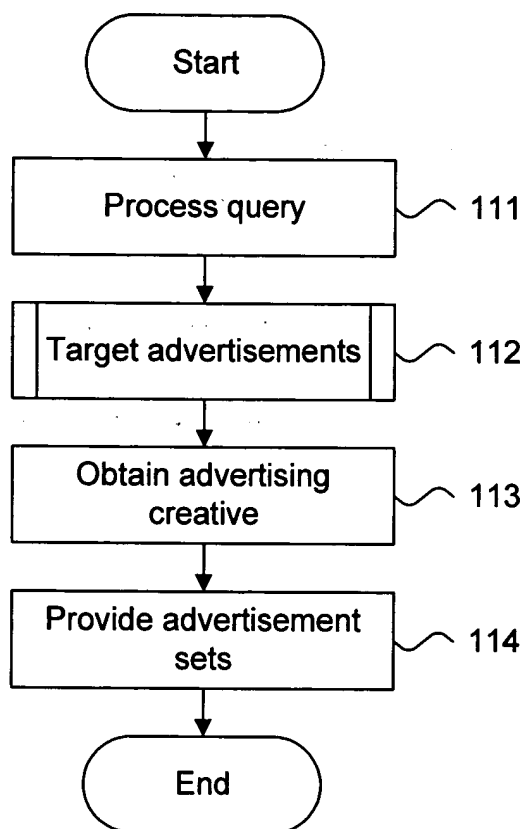 Start
Process query
111
Target advertisements
112
Obtain advertising
creative
113
Provide advertisement
sets
114
End